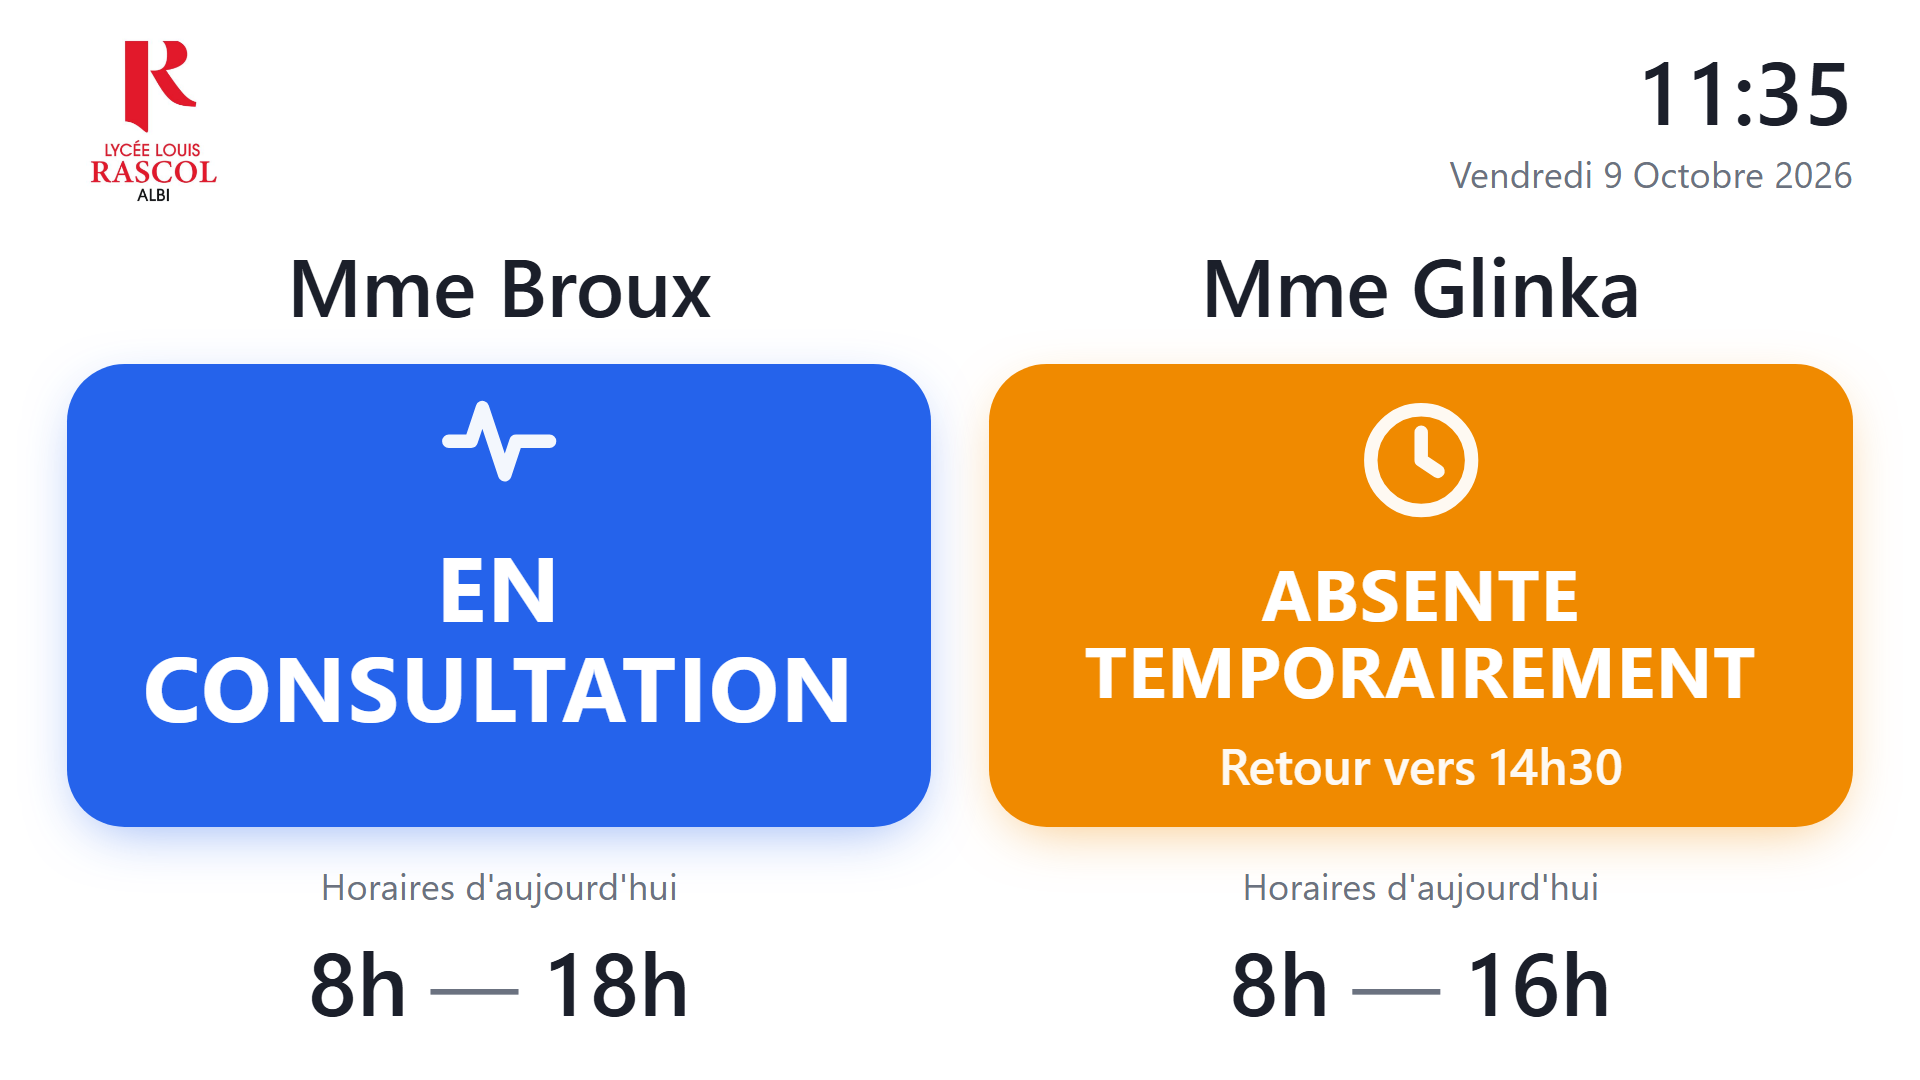 LYCÉE LOUIS
RASCOL
ALBI
11:35
Vendredi 9 Octobre 2026
Mme Broux
EN
CONSULTATION
Horaires d'aujourd'hui
8h — 18h
Mme Glinka
ABSENTE
TEMPORAIREMENT
Retour vers 14h30
Horaires d'aujourd'hui
8h — 16h